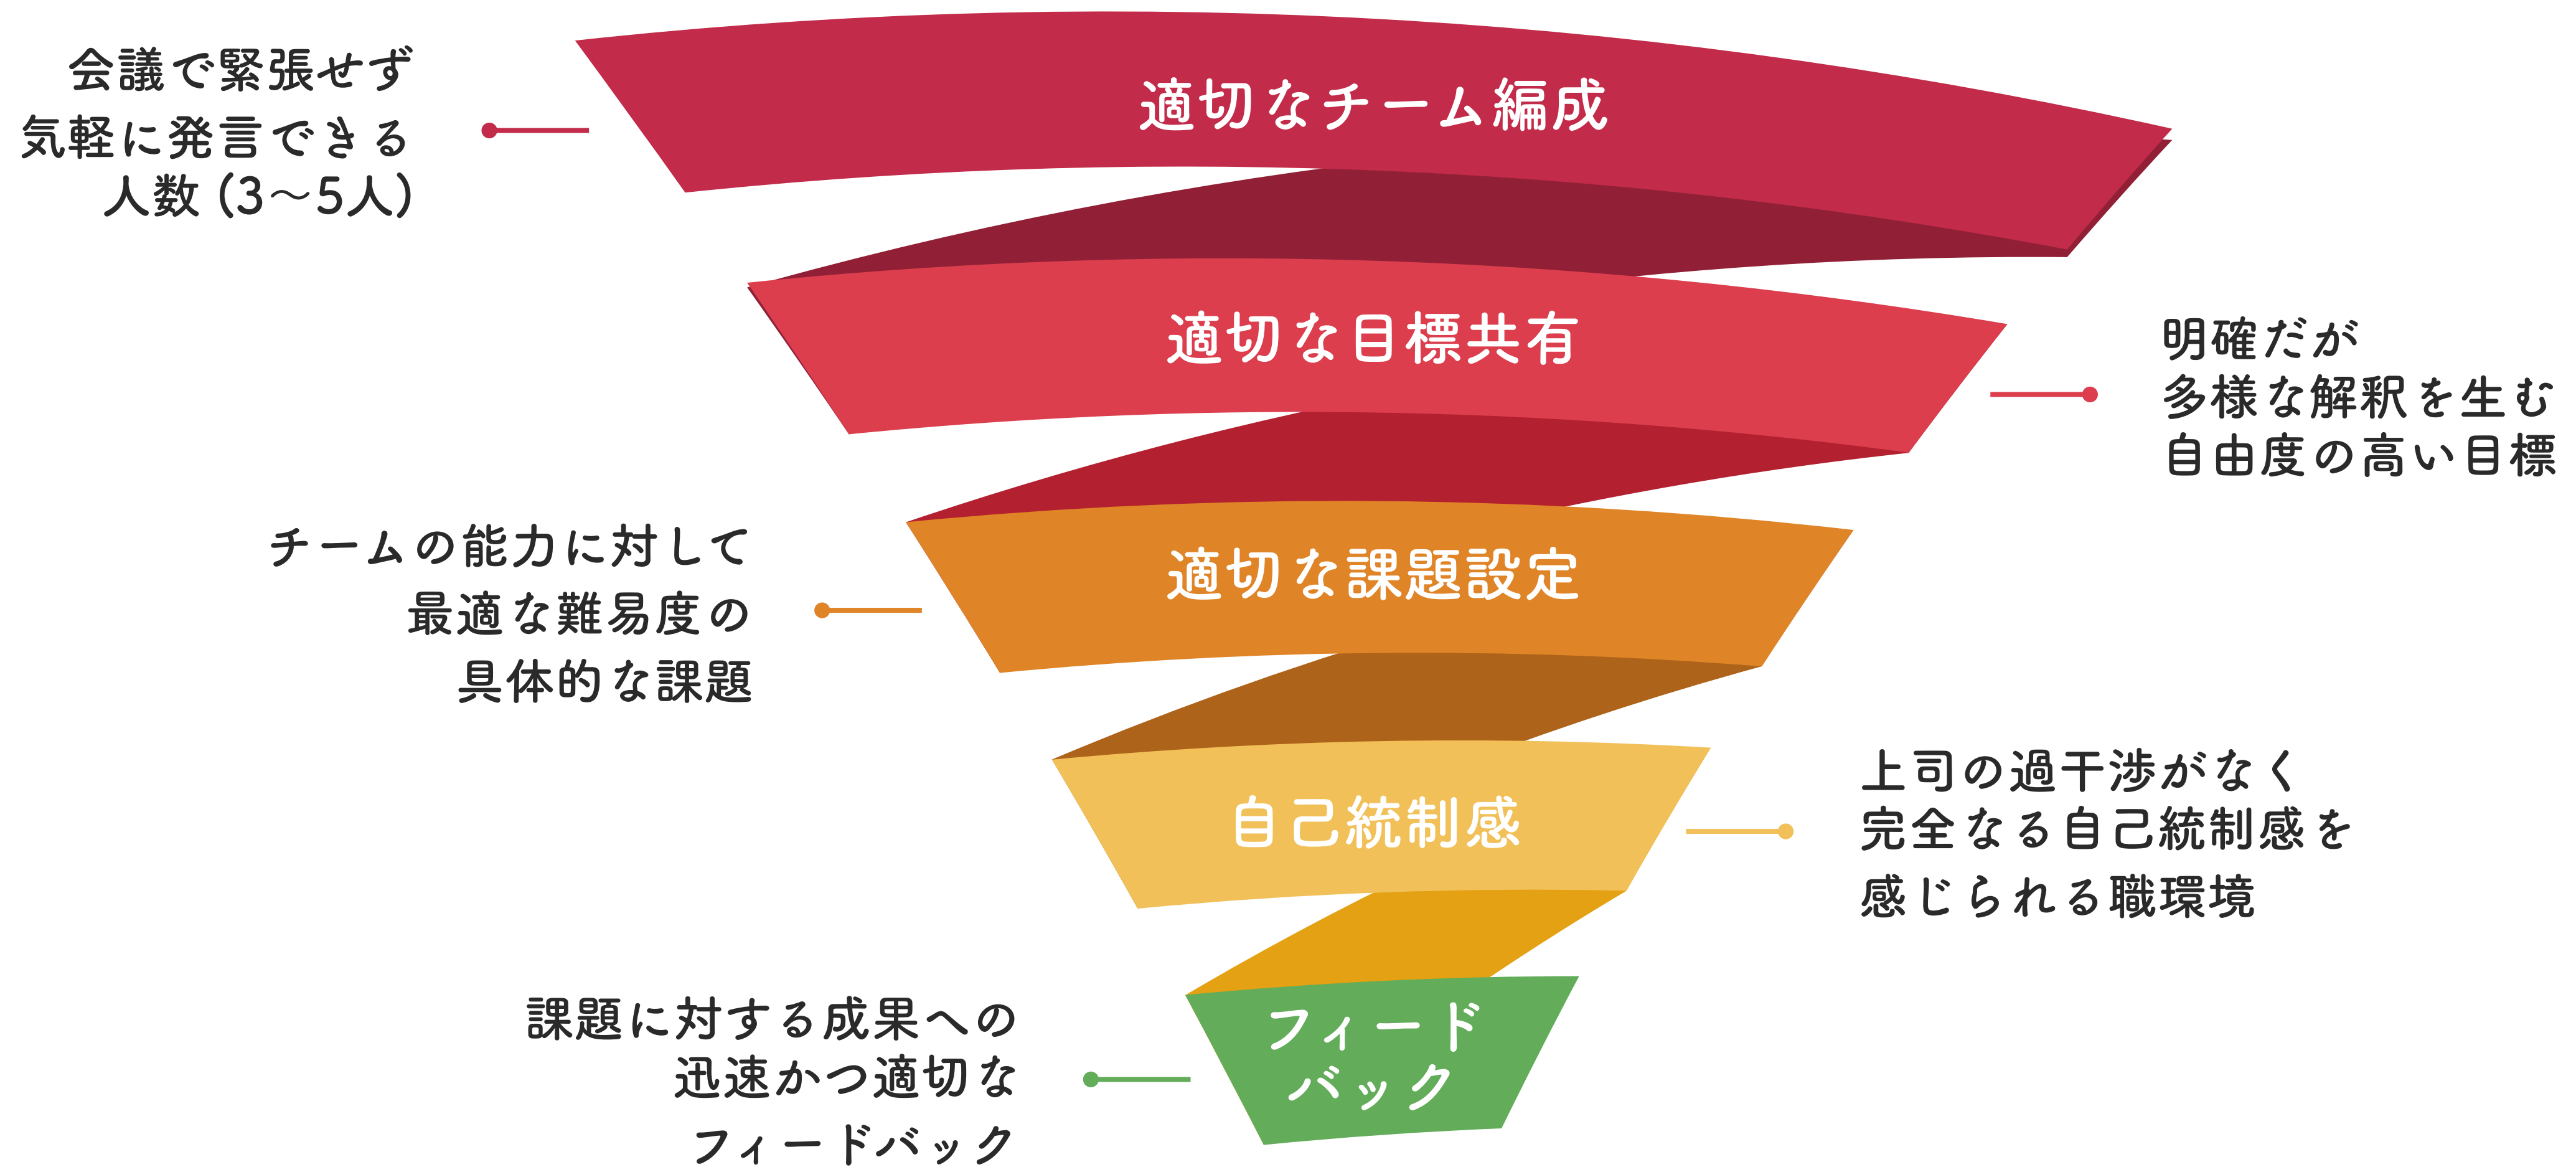 会議で緊張せず
気軽に発言できる
人数(3～5人)
適切なチーム編成
適切な目標共有
明確だが
多様な解釈を生む
自由度の高い目標
チームの能力に対して
最適な難易度の
具体的な課題
適切な課題設定
自己統制感
上司の過干渉がなく
完全なる自己統制感を
感じられる職環境
課題に対する成果への
迅速かつ適切な
フィードバック
フィード
バック